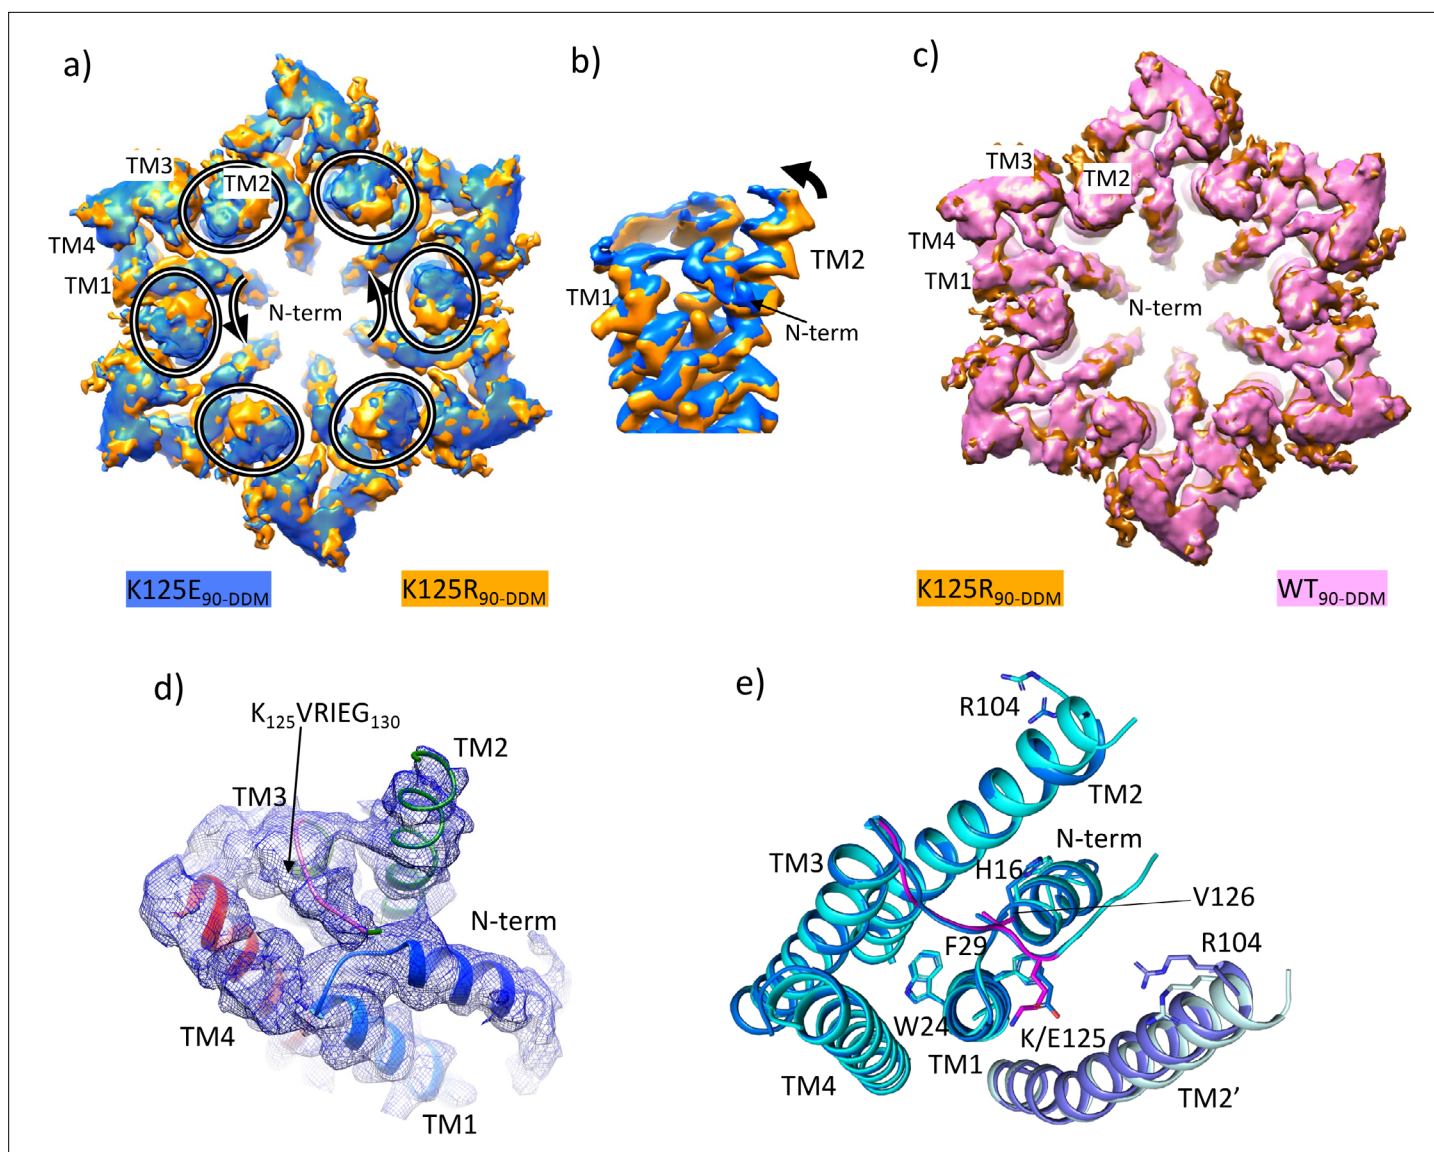 a)
TM3
TM2
TM4
TM1
N-term
K125E90-DDM
K125R90-DDM
b)
TM2
TM1
N-term
c)
TM3
TM2
TM4
TM1
N-term
K125R90-DDM
WT90-DDM
d)
K125VRIEG130
TM2
TM3
N-term
TM4
TM1
e)
R104
TM2
TM3
N-term
H16
V126
F29
R104
W24
K/E125
TM1
TM4
TM2’